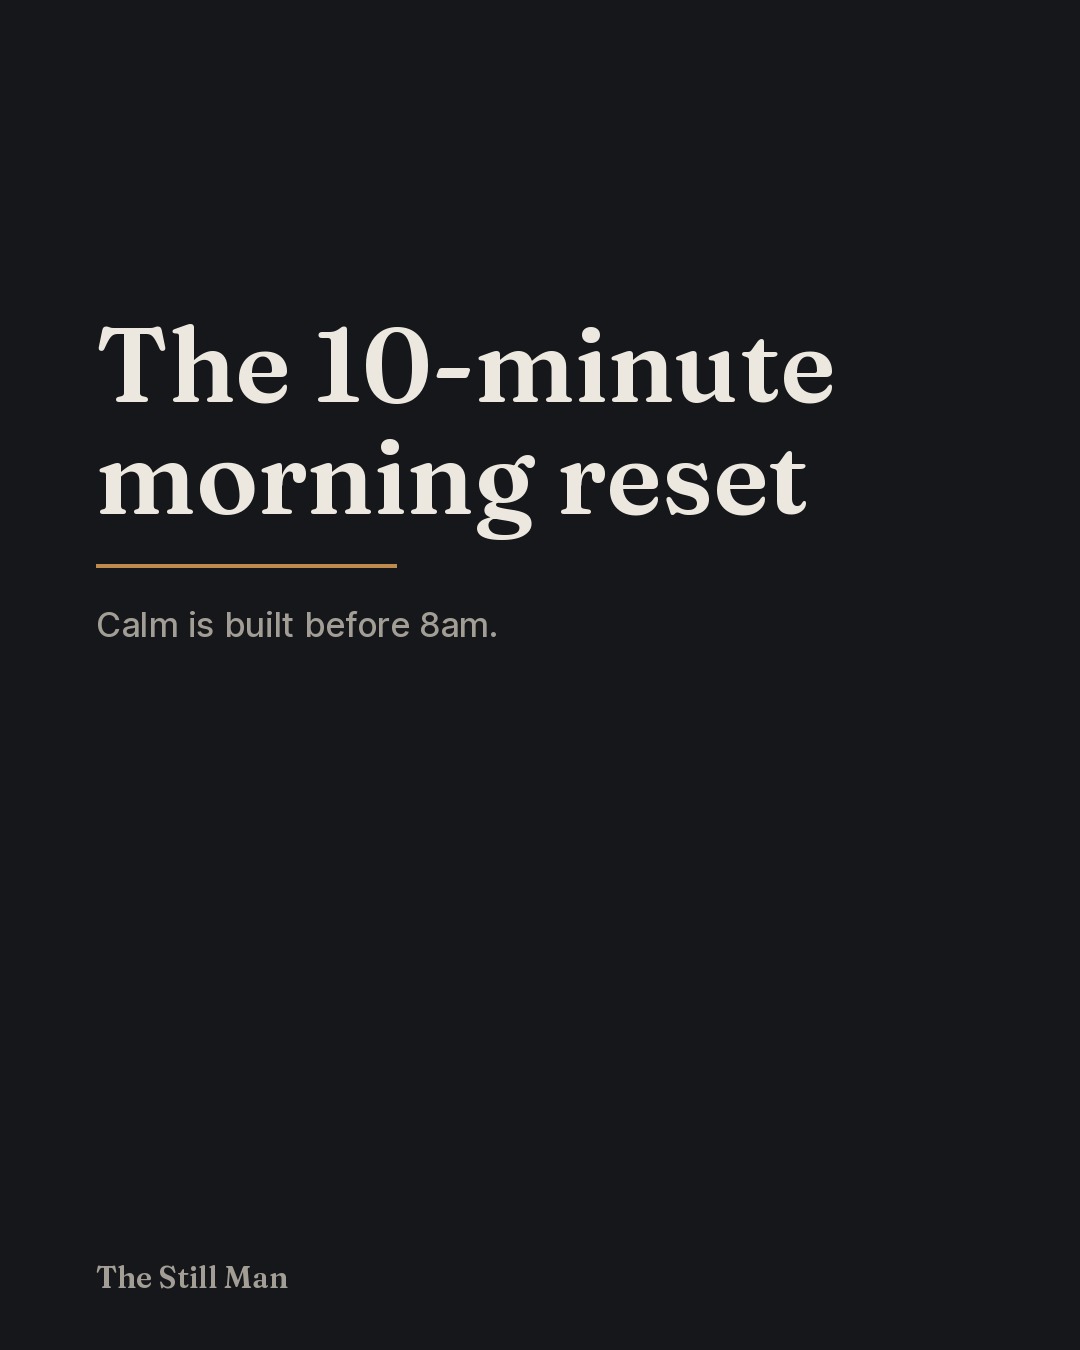 The 10-minute
morning reset
Calm is built before 8am.
The Still Man